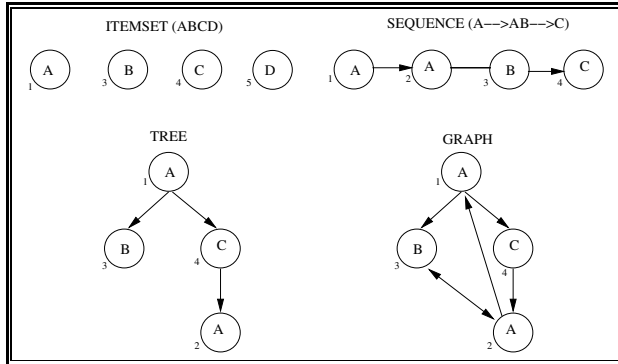 ITEMSET (ABCD)
A B C D
1 3 4 5
SEQUENCE (A-->AB-->C)
A A B C
1 2 3 4
TREE
A
1
B C
3 4
A
2
GRAPH
A
1
B C
3 4
A
2